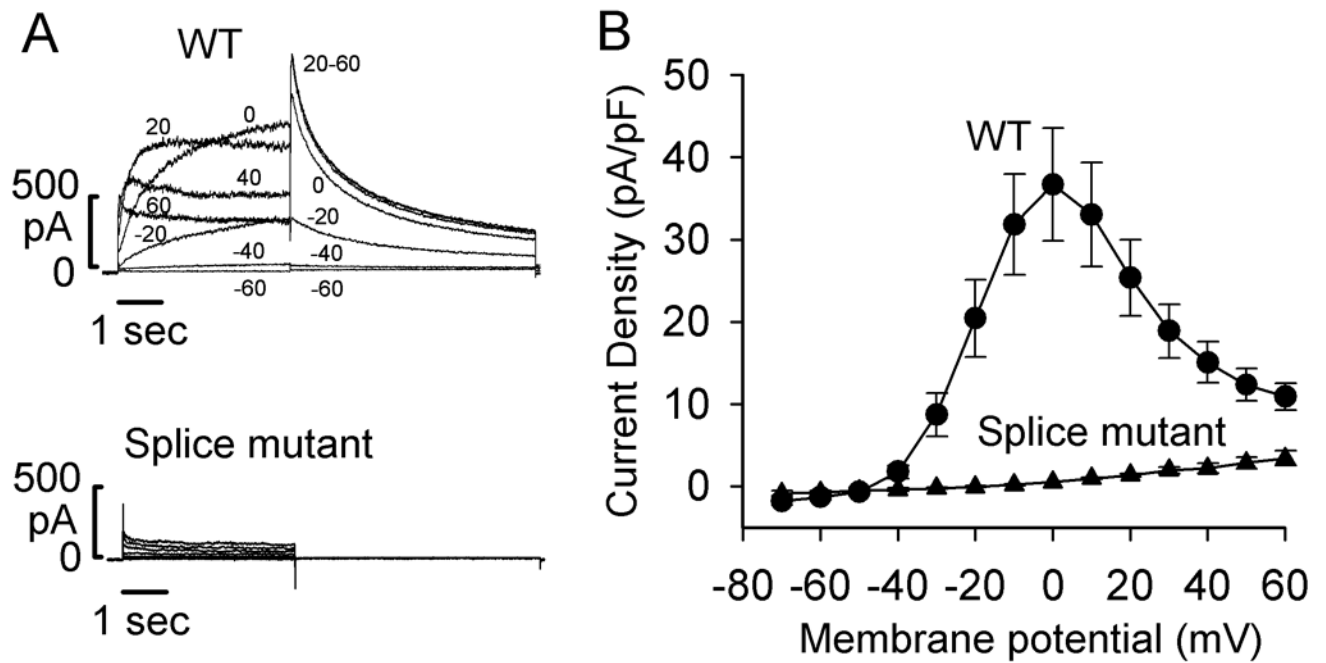 A
WT
20-60
0
20
500
pA
0
40
60
-20
-40
-60
0
-20
-40
-60
1 sec
Splice mutant
500
pA
0
1 sec
B
Current Density (pA/pF)
50
40
30
20
10
0
WT
Splice mutant
-80 -60 -40 -20 0 20 40 60
Membrane potential (mV)